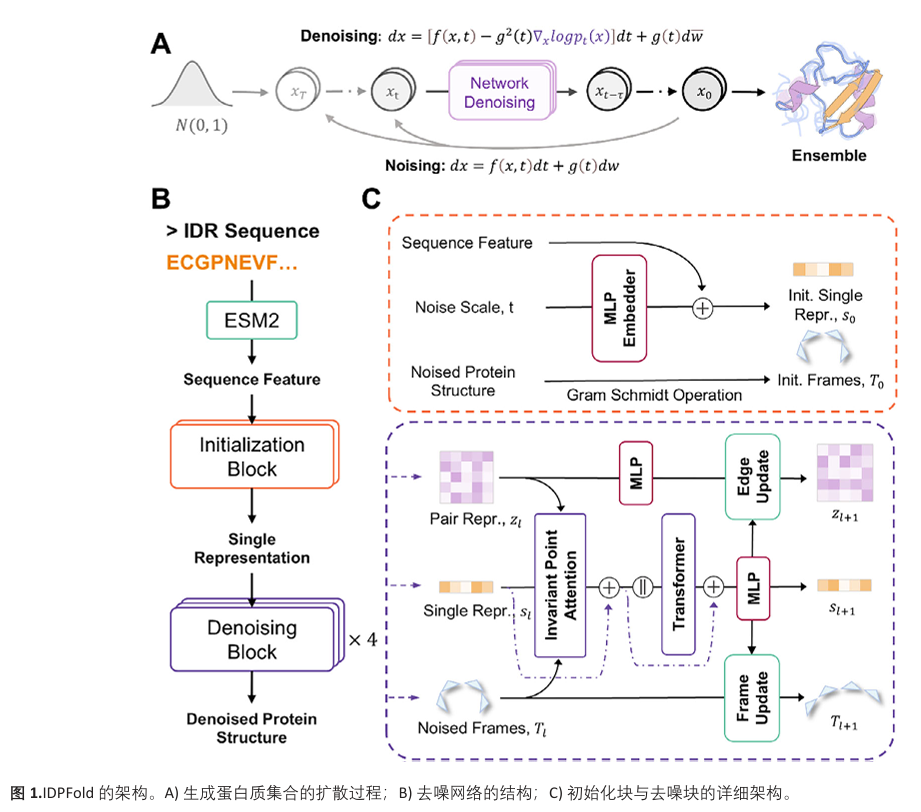 A
Denoising: dx = [f(x,t) − g²(t)∇ₓlogpₜ(x)]dt + g(t)dw̅
N(0,1)
x_T
x_t
Network
Denoising
x_{t−τ}
x_0
Ensemble
Noising: dx = f(x,t)dt + g(t)dw
B
> IDR Sequence
ECGPNEVF...
ESM2
Sequence Feature
Initialization
Block
Single
Representation
Denoising
Block
× 4
Denoised Protein
Structure
C
Sequence Feature
Noise Scale, t
MLP
Embedder
+
Init. Single
Repr., s_0
Noised Protein
Structure
Gram Schmidt Operation
Init. Frames, T_0
Pair Repr., z_l
MLP
Edge
Update
z_{l+1}
Single Repr., s_l
Invariant Point
Attention
+
||
Transformer
+
MLP
s_{l+1}
Noised Frames, T_l
Frame
Update
T_{l+1}
图 1.IDPFold 的架构。A) 生成蛋白质集合的扩散过程；B) 去噪网络的结构；C) 初始化块与去噪块的详细架构。